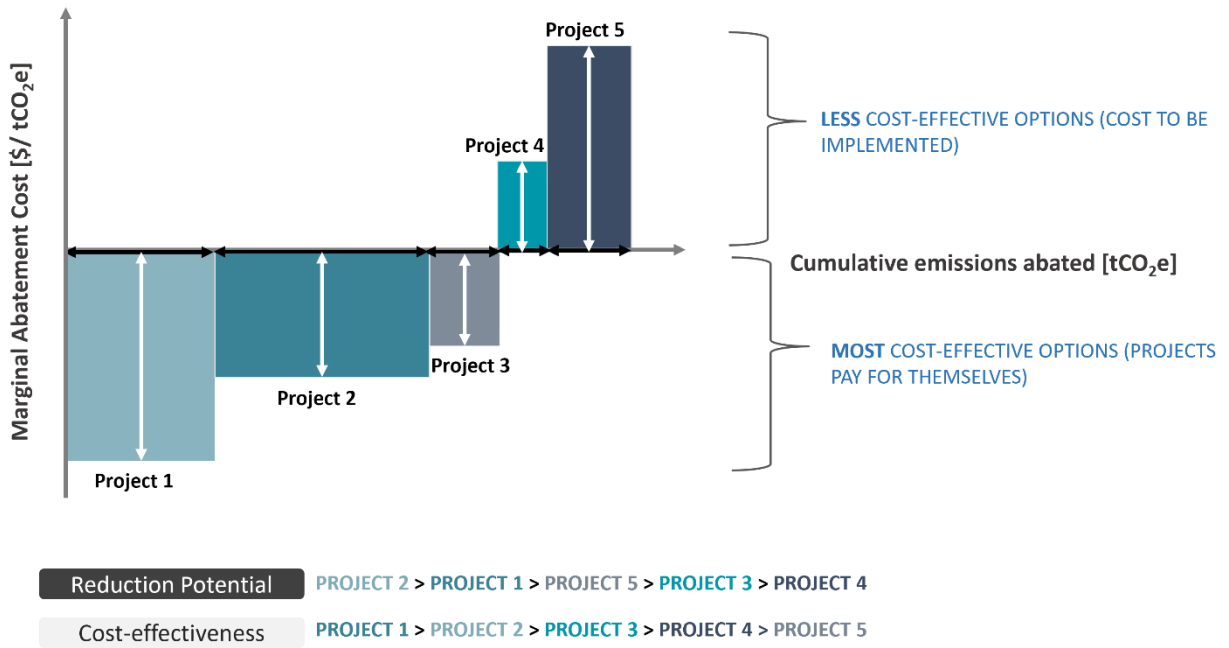 Project 5
Project 4
Marginal Abatement Cost [$/ tCO₂e]
LESS COST-EFFECTIVE OPTIONS (COST TO BE
IMPLEMENTED)
Cumulative emissions abated [tCO₂e]
MOST COST-EFFECTIVE OPTIONS (PROJECTS
PAY FOR THEMSELVES)
Project 3
Project 2
Project 1
Reduction Potential PROJECT 2 > PROJECT 1 > PROJECT 5 > PROJECT 3 > PROJECT 4
Cost-effectiveness PROJECT 1 > PROJECT 2 > PROJECT 3 > PROJECT 4 > PROJECT 5